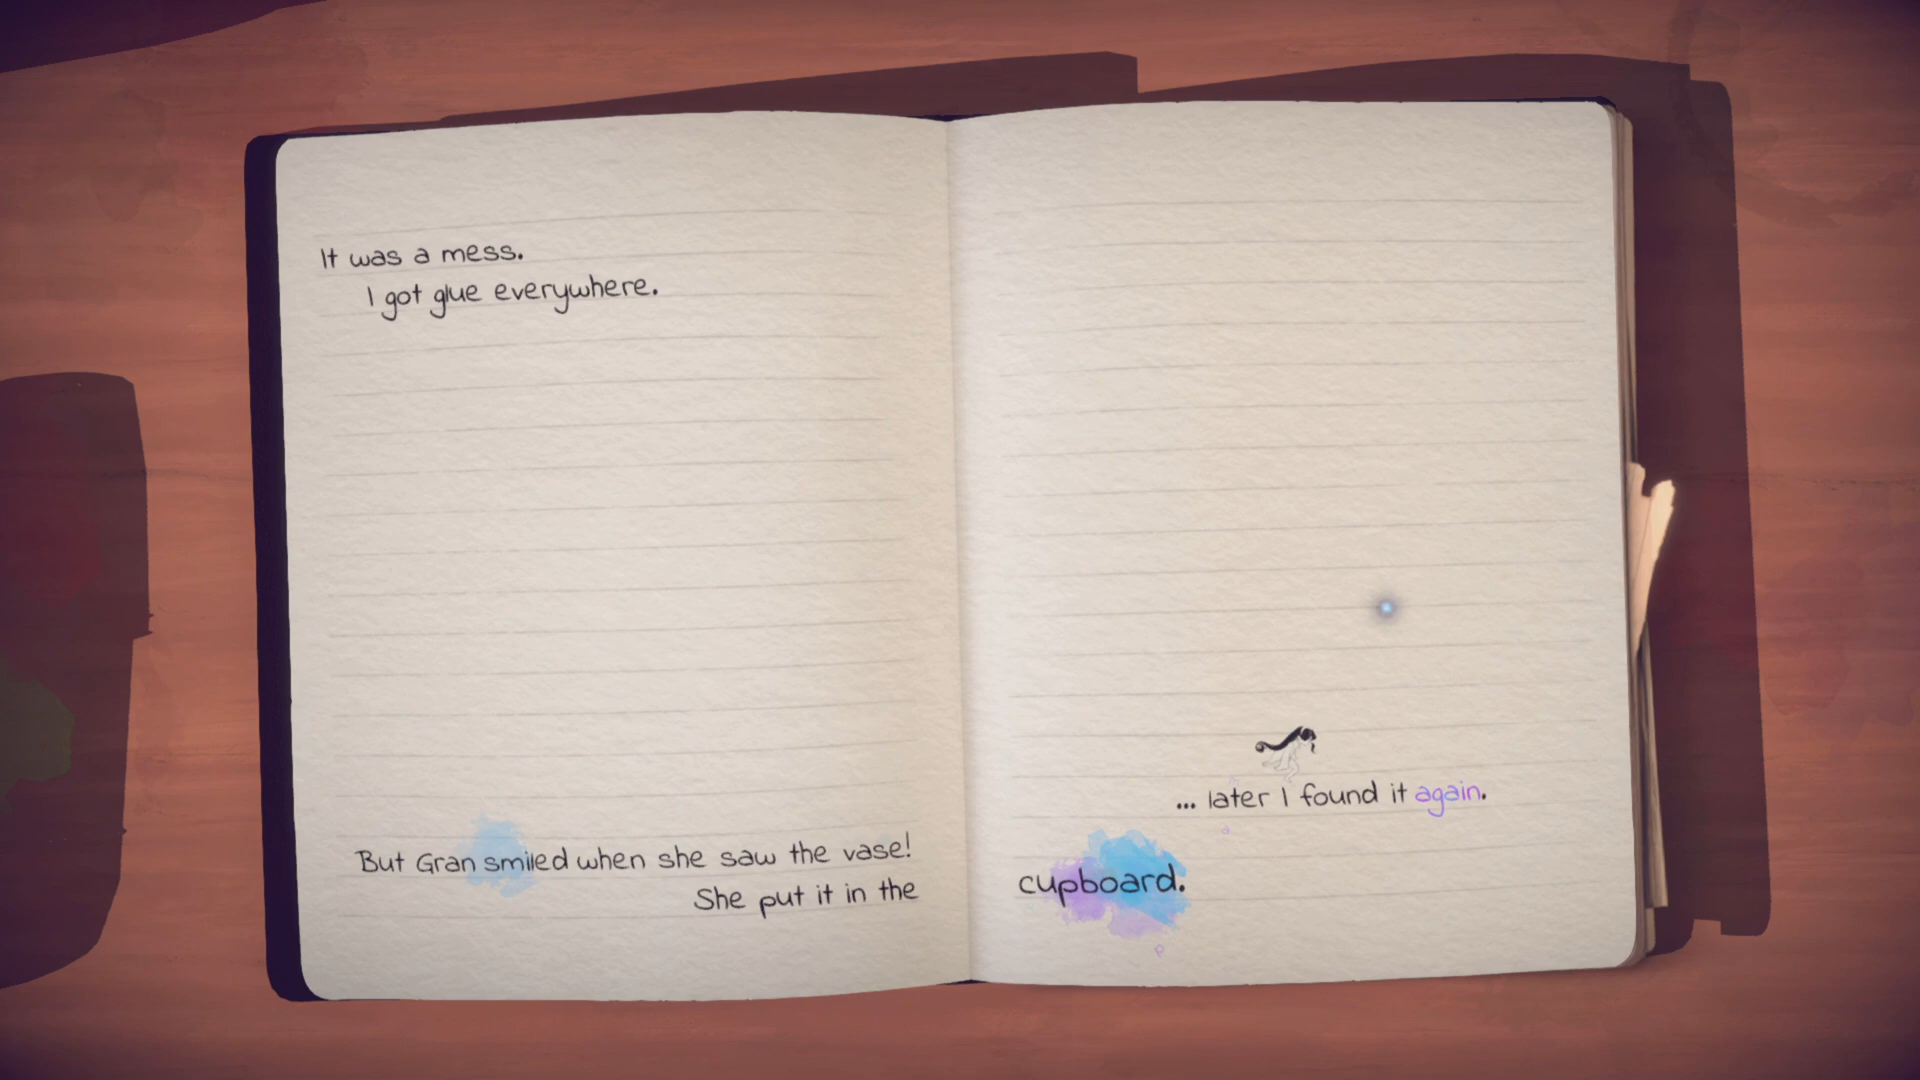 It was a mess.
I got glue everywhere.
But Gran smiled when she saw the vase!
She put it in the
... later I found it again.
cupboard.